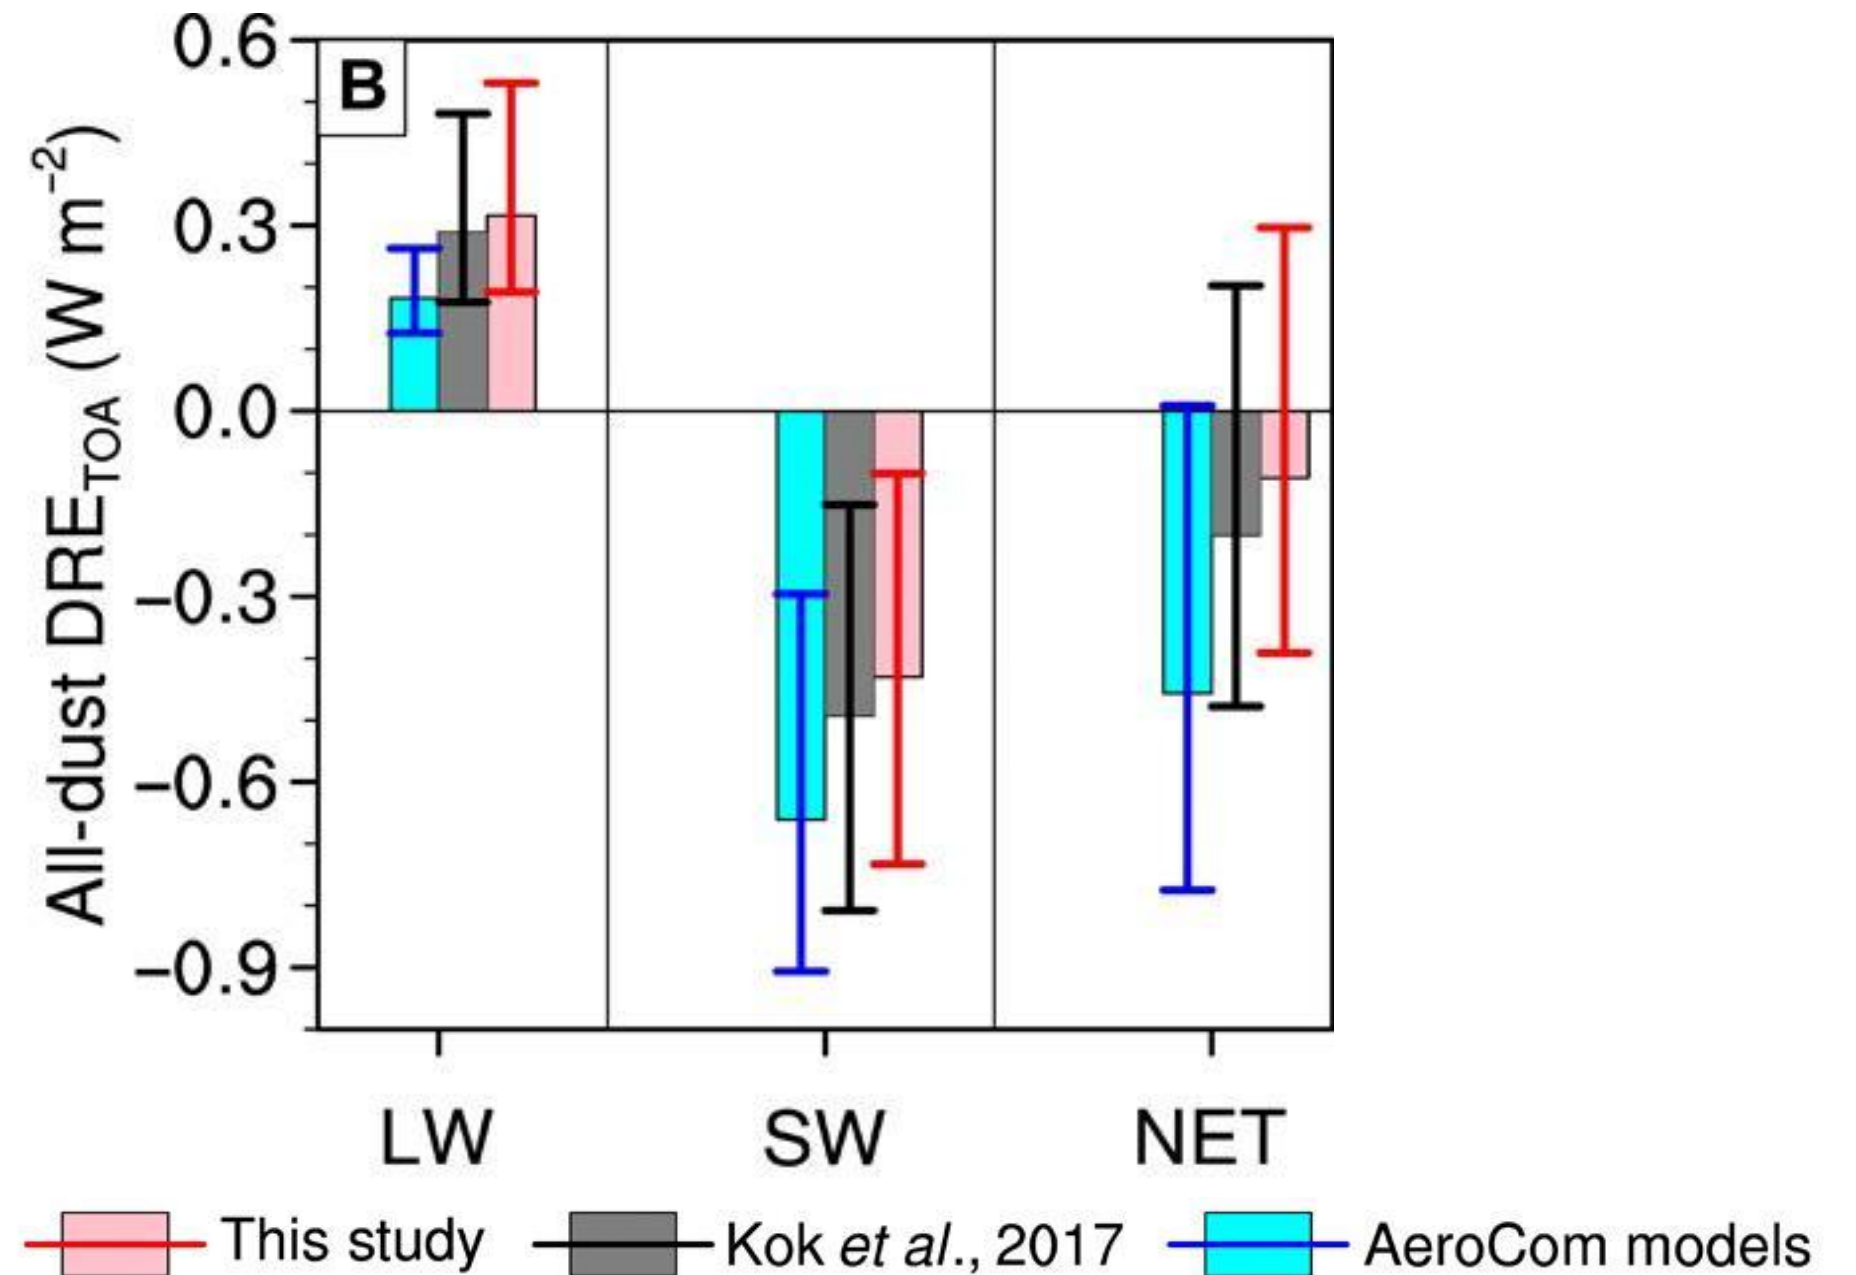 B
All-dust DRE_TOA (W m⁻²)
0.6
0.3
0.0
−0.3
−0.6
−0.9
LW SW NET
This study Kok et al., 2017 AeroCom models